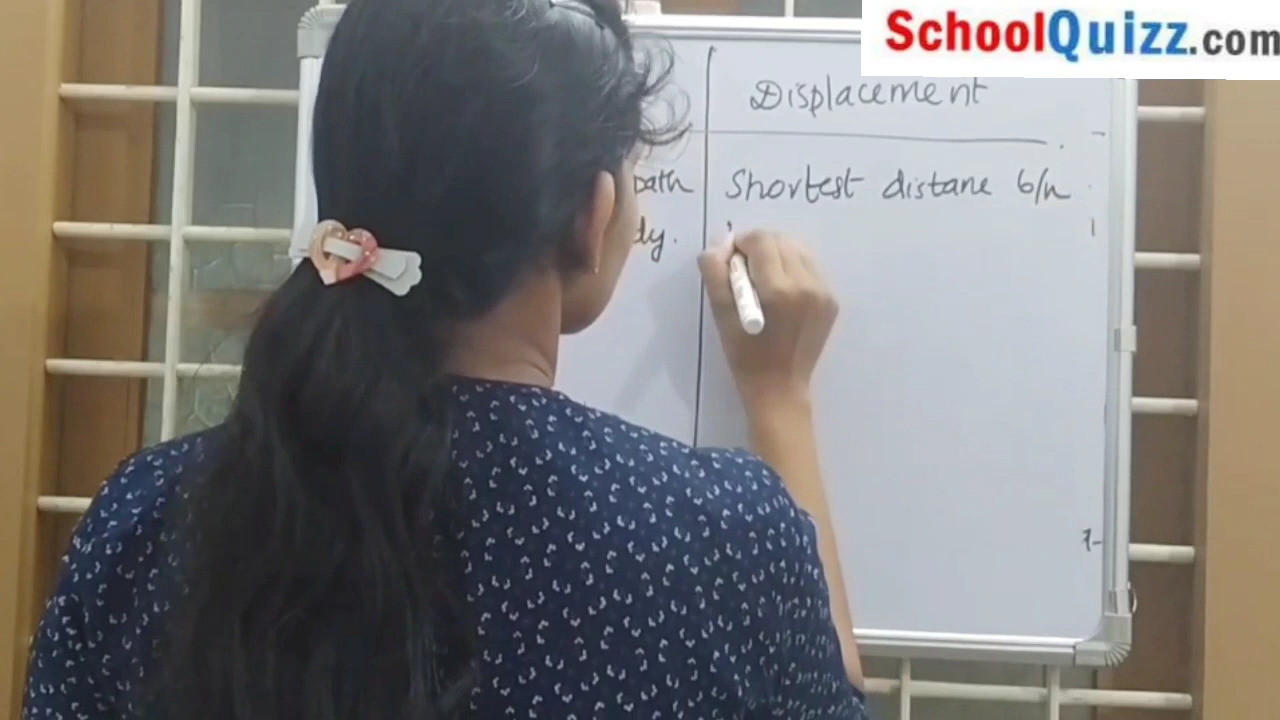 SchoolQuizz.com
Displacement
path
Shortest distane b/n
dy.